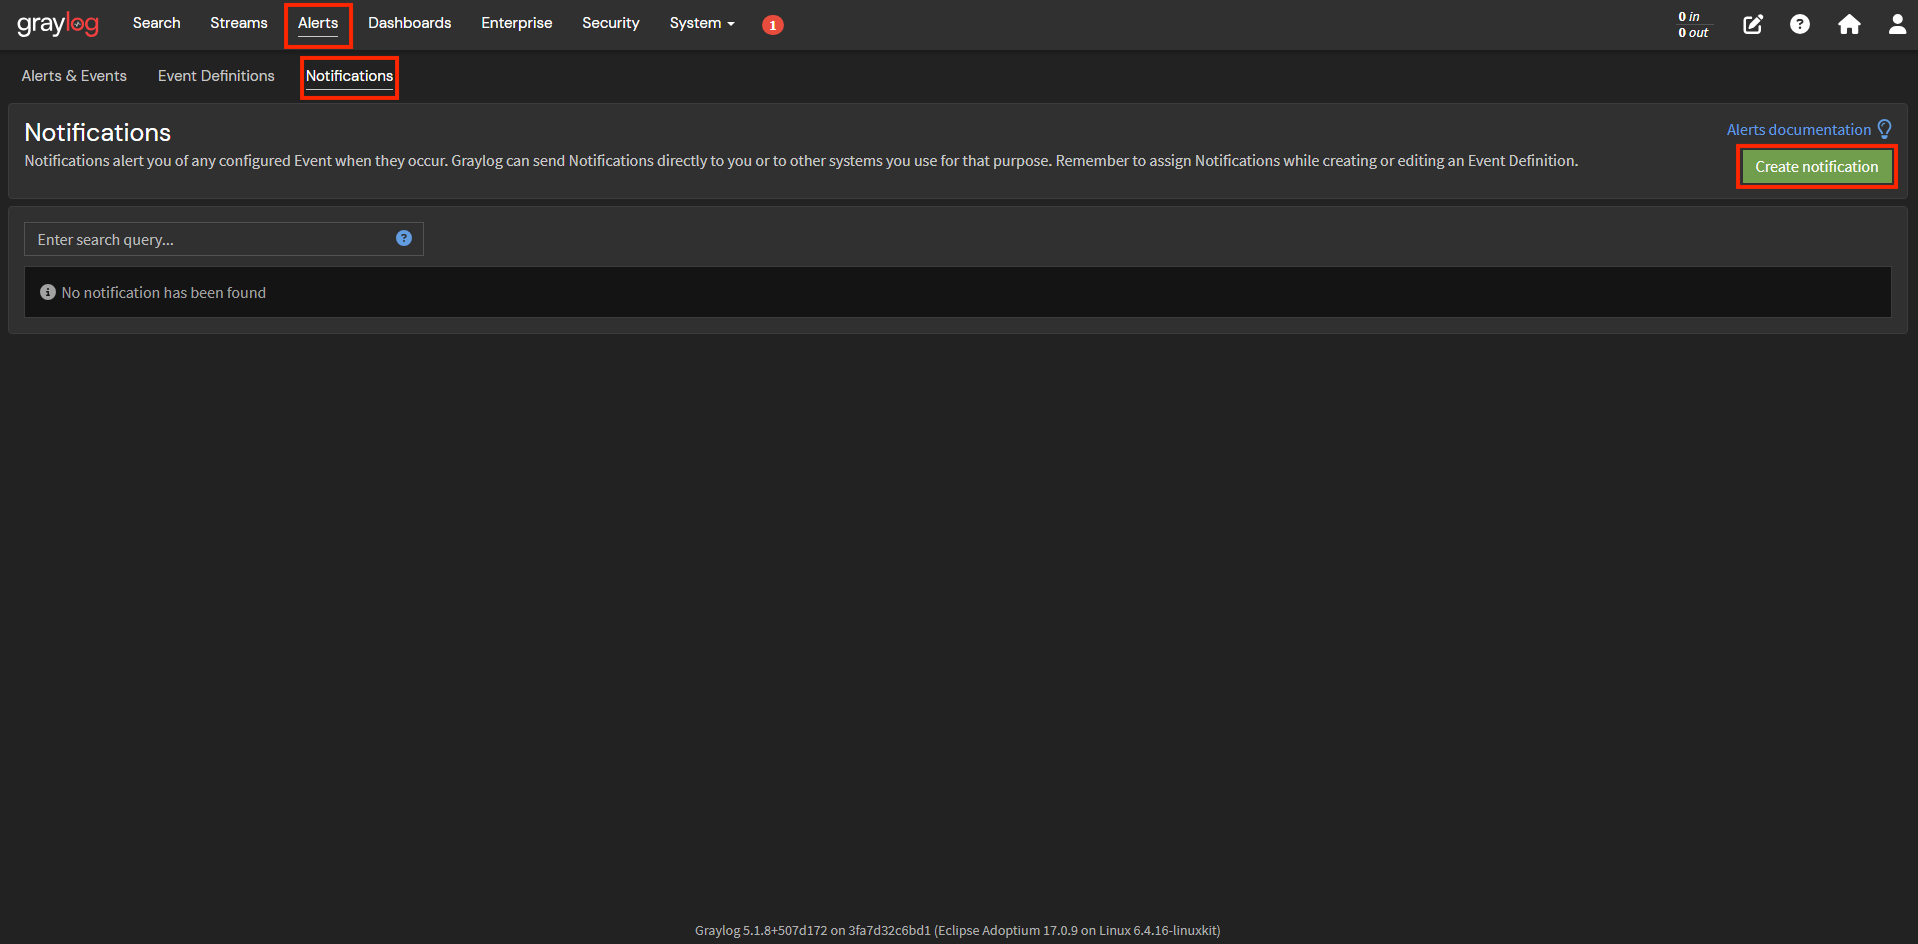 graylog Search Streams Alerts Dashboards Enterprise Security System 1 0 in
0 out
Alerts & Events Event Definitions Notifications
Notifications
Alerts documentation
Notifications alert you of any configured Event when they occur. Graylog can send Notifications directly to you or to other systems you use for that purpose. Remember to assign Notifications while creating or editing an Event Definition.
Create notification
Enter search query...
No notification has been found
Graylog 5.1.8+507d172 on 3fa7d32c6bd1 (Eclipse Adoptium 17.0.9 on Linux 6.4.16-linuxkit)